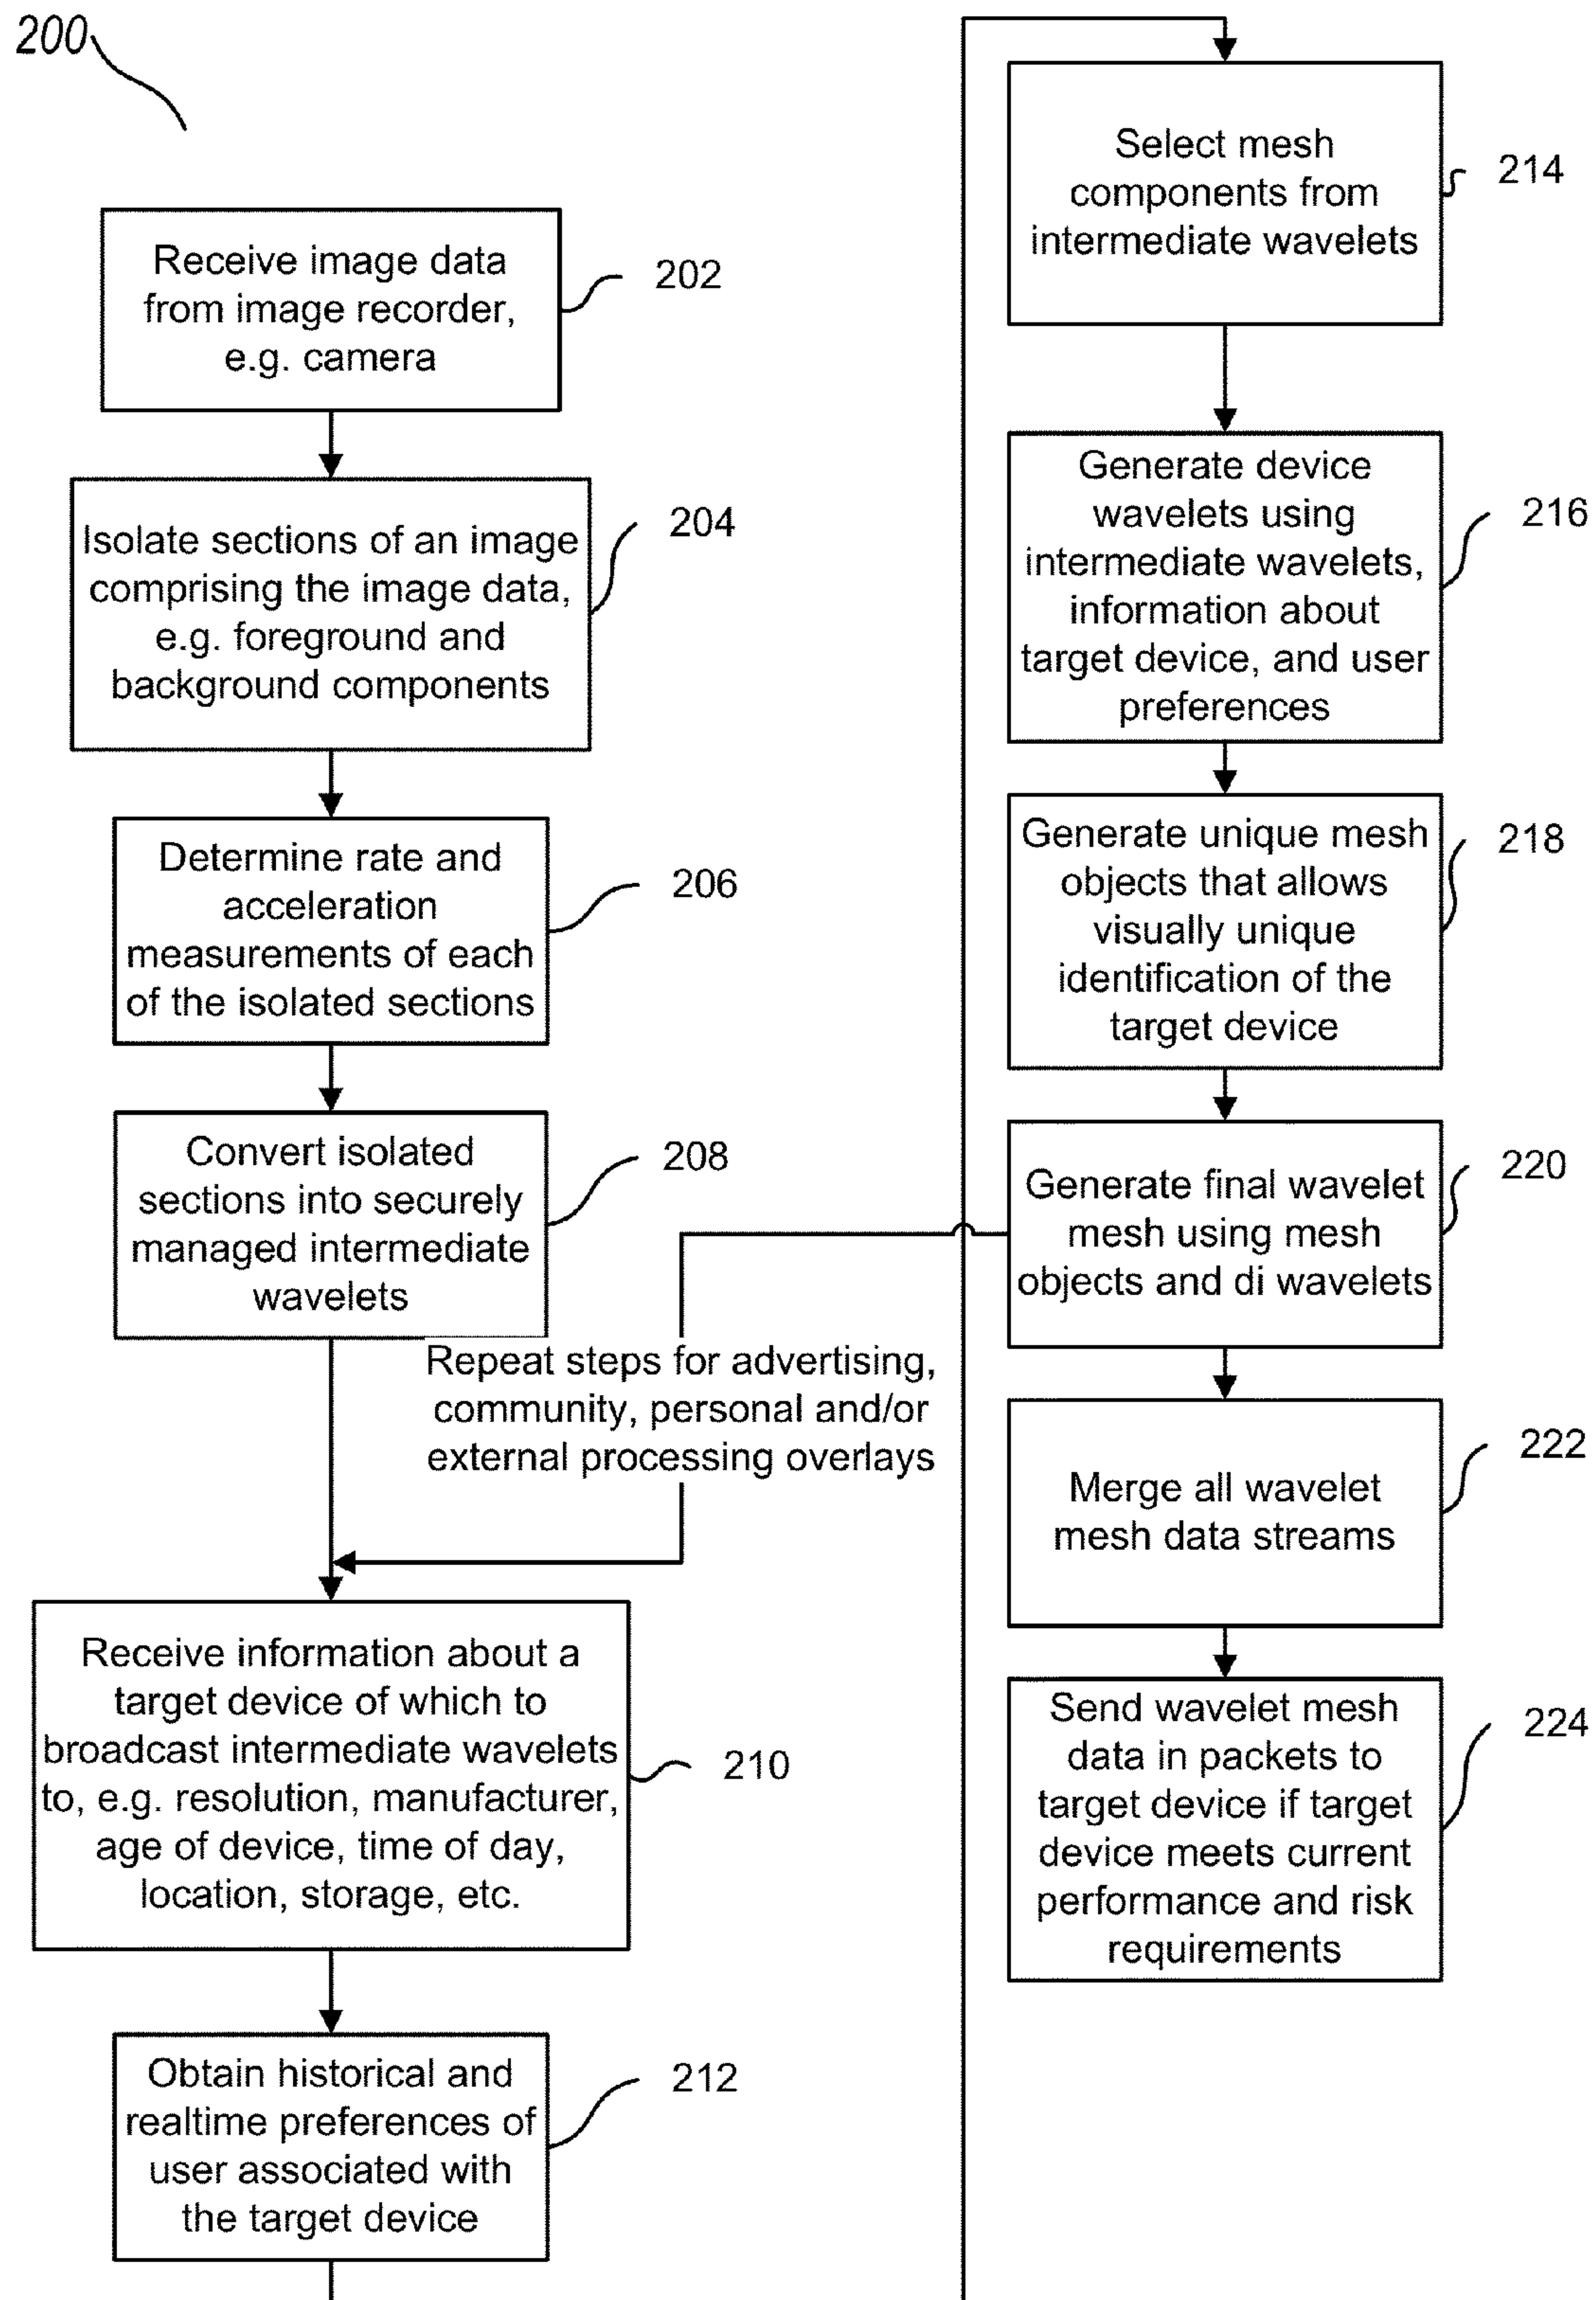 200
Receive image data
from image recorder,
e.g. camera
202
Isolate sections of an image
comprising the image data,
e.g. foreground and
background components
204
Determine rate and
acceleration
measurements of each
of the isolated sections
206
Convert isolated
sections into securely
managed intermediate
wavelets
208
Repeat steps for advertising,
community, personal and/or
external processing overlays
Receive information about a
target device of which to
broadcast intermediate wavelets
to, e.g. resolution, manufacturer,
age of device, time of day,
location, storage, etc.
210
Obtain historical and
realtime preferences of
user associated with
the target device
212
Select mesh
components from
intermediate wavelets
214
Generate device
wavelets using
intermediate wavelets,
information about
target device, and user
preferences
216
Generate unique mesh
objects that allows
visually unique
identification of the
target device
218
Generate final wavelet
mesh using mesh
objects and di wavelets
220
Merge all wavelet
mesh data streams
222
Send wavelet mesh
data in packets to
target device if target
device meets current
performance and risk
requirements
224